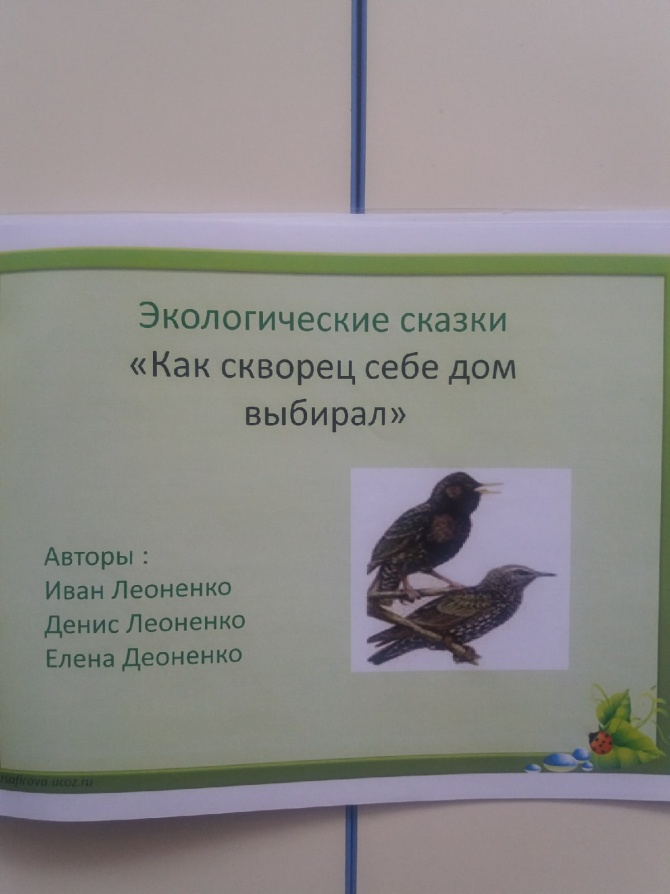 Экологические сказки
«Как скворец себе дом
выбирал»
Авторы :
Иван Леоненко
Денис Леоненко
Елена Деоненко